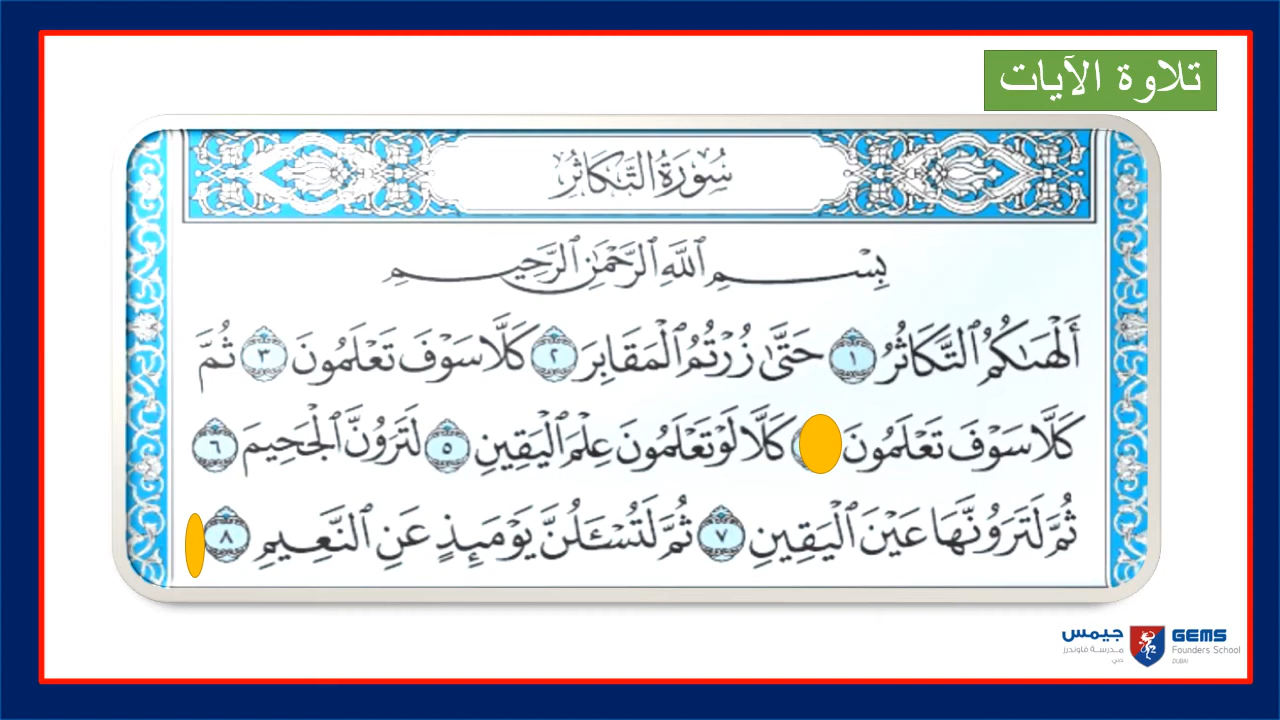 تلاوة الآيات
سُورَةُ التَّكَاثُرِ
بِسْمِ اللَّهِ الرَّحْمَٰنِ الرَّحِيمِ
أَلْهَىٰكُمُ التَّكَاثُرُ ١ حَتَّىٰ زُرْتُمُ الْمَقَابِرَ ٢ كَلَّا سَوْفَ تَعْلَمُونَ ٣ ثُمَّ
كَلَّا سَوْفَ تَعْلَمُونَ كَلَّا لَوْ تَعْلَمُونَ عِلْمَ الْيَقِينِ ٥ لَتَرَوُنَّ الْجَحِيمَ ٦
ثُمَّ لَتَرَوُنَّهَا عَيْنَ الْيَقِينِ ٧ ثُمَّ لَتُسْـَٔلُنَّ يَوْمَئِذٍ عَنِ النَّعِيمِ ٨
جيمس GEMS
مدرسة فاوندرز Founders School
دبي DUBAI